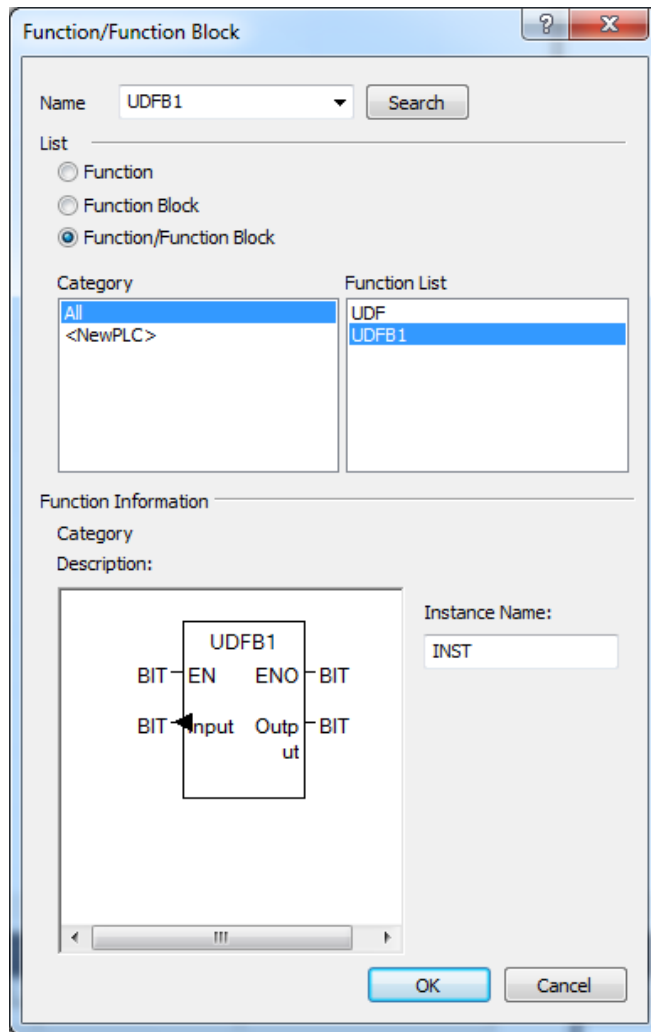 Function/Function Block
Name UDFB1 Search
List
Function
Function Block
Function/Function Block
Category Function List
All UDF
<NewPLC> UDFB1
Function Information
Category
Description:
Instance Name:
INST
UDFB1
BIT EN ENO BIT
BIT Input Outp BIT
ut
OK Cancel